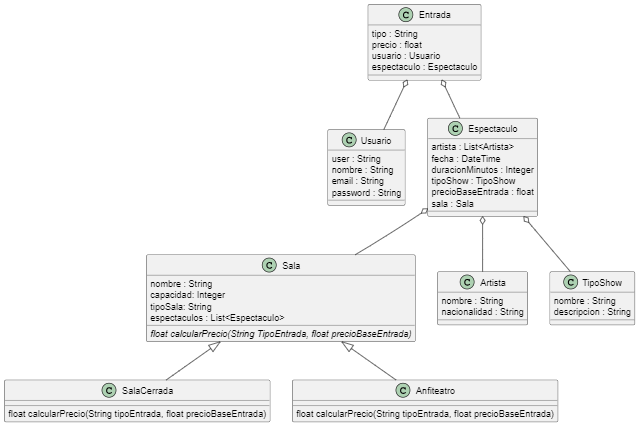 C Entrada
tipo : String
precio : float
usuario : Usuario
espectaculo : Espectaculo
C Usuario
user : String
nombre : String
email : String
password : String
C Espectaculo
artista : List<Artista>
fecha : DateTime
duracionMinutos : Integer
tipoShow : TipoShow
precioBaseEntrada : float
sala : Sala
C Sala
nombre : String
capacidad: Integer
tipoSala: String
espectaculos : List<Espectaculo>
float calcularPrecio(String TipoEntrada, float precioBaseEntrada)
C Artista
nombre : String
nacionalidad : String
C TipoShow
nombre : String
descripcion : String
C SalaCerrada
float calcularPrecio(String tipoEntrada, float precioBaseEntrada)
C Anfiteatro
float calcularPrecio(String tipoEntrada, float precioBaseEntrada)